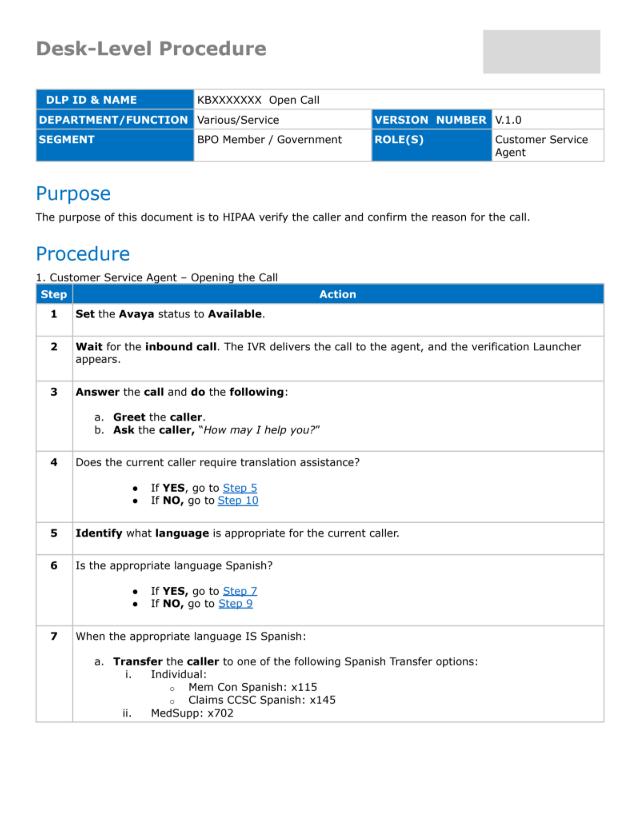 Desk-Level Procedure
DLP ID & NAME KBXXXXXXX Open Call
DEPARTMENT/FUNCTION Various/Service VERSION NUMBER V.1.0
SEGMENT BPO Member / Government ROLE(S) Customer Service
Agent
Purpose
The purpose of this document is to HIPAA verify the caller and confirm the reason for the call.
Procedure
1. Customer Service Agent – Opening the Call
Step Action
1 Set the Avaya status to Available.
2 Wait for the inbound call. The IVR delivers the call to the agent, and the verification Launcher
appears.
3 Answer the call and do the following:
a. Greet the caller.
b. Ask the caller, “How may I help you?”
4 Does the current caller require translation assistance?
● If YES, go to Step 5
● If NO, go to Step 10
5 Identify what language is appropriate for the current caller.
6 Is the appropriate language Spanish?
● If YES, go to Step 7
● If NO, go to Step 9
7 When the appropriate language IS Spanish:
a. Transfer the caller to one of the following Spanish Transfer options:
i. Individual:
o Mem Con Spanish: x115
o Claims CCSC Spanish: x145
ii. MedSupp: x702